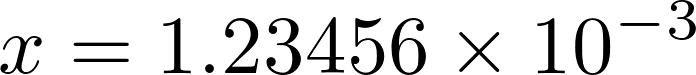 x = 1.23456 × 10⁻³